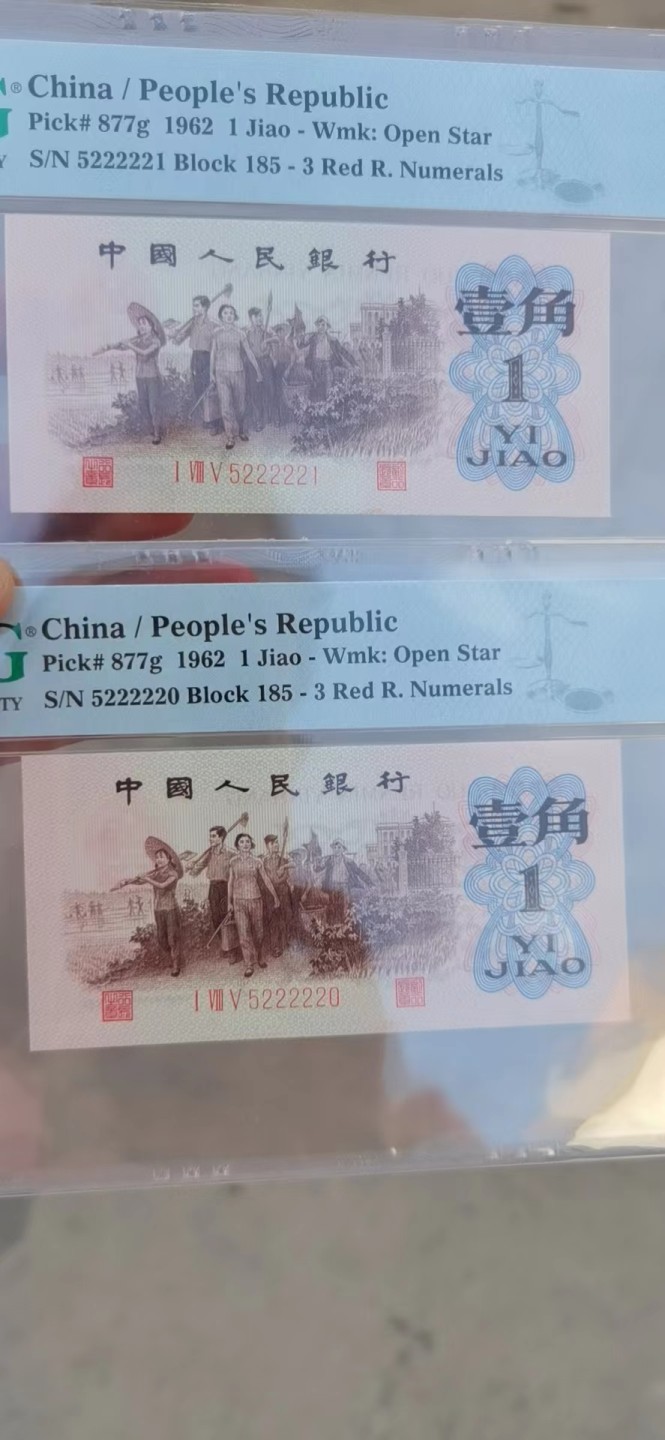 ® China / People's Republic
Pick# 877g 1962 1 Jiao - Wmk: Open Star
Y S/N 5222221 Block 185 - 3 Red R. Numerals
中國人民銀行
壹角
1
YI
JIAO
I VIII V 5222221
G® China / People's Republic
Pick# 877g 1962 1 Jiao - Wmk: Open Star
TY S/N 5222220 Block 185 - 3 Red R. Numerals
中國人民銀行
壹角
1
YI
JIAO
I VIII V 5222220